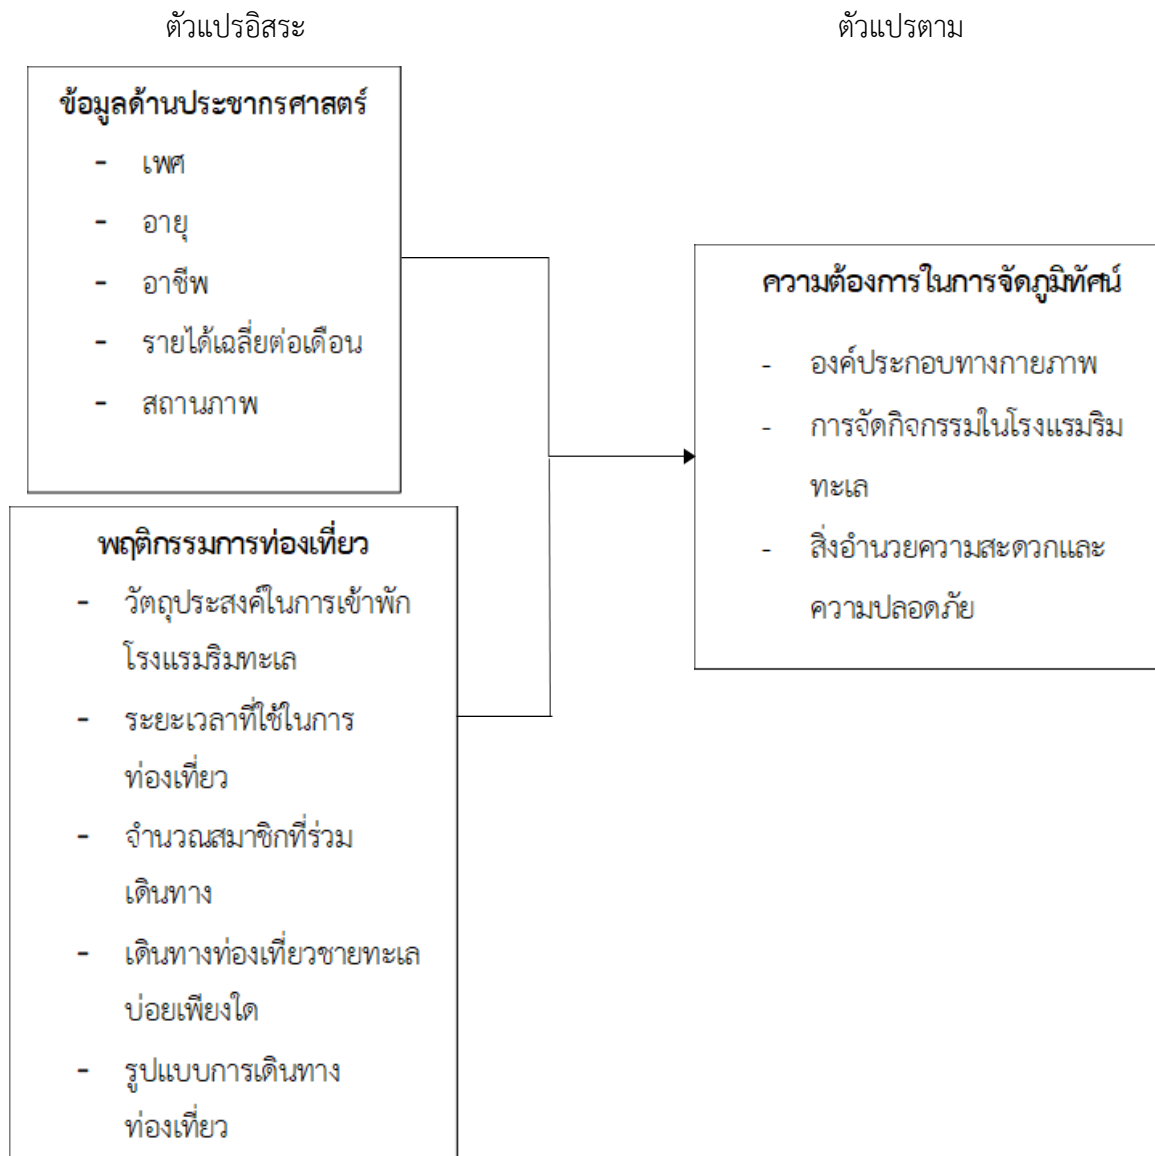 ตัวแปรอิสระ
ตัวแปรตาม
ข้อมูลด้านประชากรศาสตร์
- เพศ
- อายุ
- อาชีพ
- รายได้เฉลี่ยต่อเดือน
- สถานภาพ
พฤติกรรมการท่องเที่ยว
- วัตถุประสงค์ในการเข้าพัก
โรงแรมริมทะเล
- ระยะเวลาที่ใช้ในการ
ท่องเที่ยว
- จำนวณสมาชิกที่ร่วม
เดินทาง
- เดินทางท่องเที่ยวชายทะเล
บ่อยเพียงใด
- รูปแบบการเดินทาง
ท่องเที่ยว
ความต้องการในการจัดภูมิทัศน์
- องค์ประกอบทางกายภาพ
- การจัดกิจกรรมในโรงแรมริม
ทะเล
- สิ่งอำนวยความสะดวกและ
ความปลอดภัย